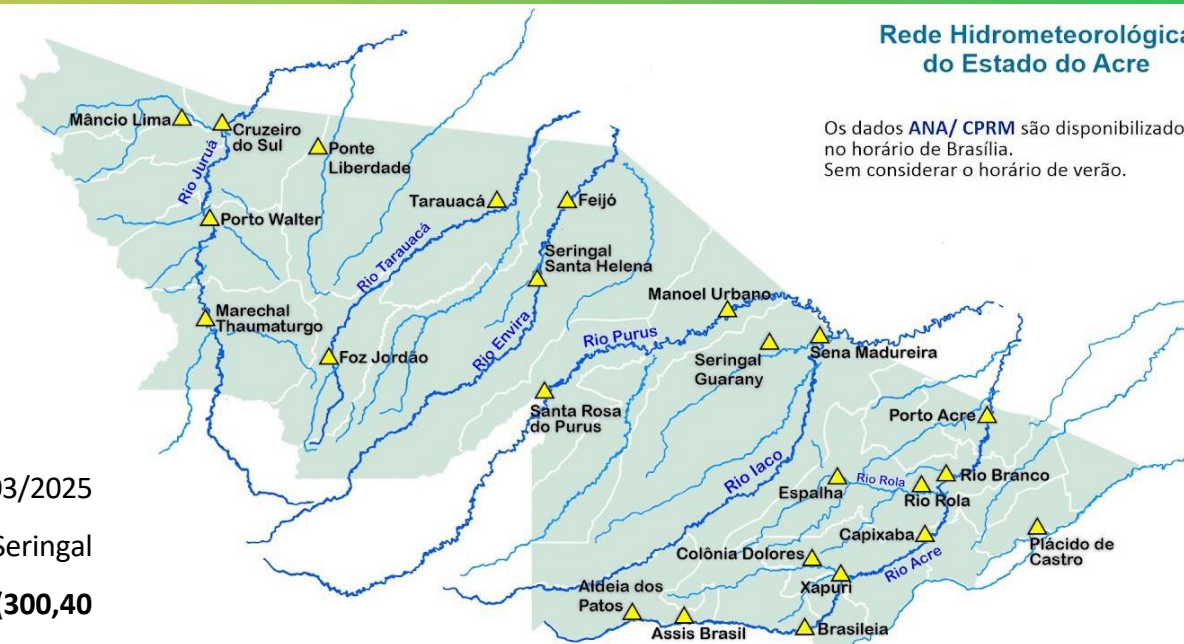 Rede Hidrometeorológica
do Estado do Acre
Os dados ANA/ CPRM são disponibilizado
no horário de Brasília.
Sem considerar o horário de verão.
Mâncio Lima
Cruzeiro
do Sul
Ponte
Liberdade
Rio Juruá
Porto Walter
Tarauacá
Feijó
Rio Tarauacá
Seringal
Santa Helena
Marechal
Thaumaturgo
Foz Jordão
Rio Envira
Manoel Urbano
Rio Purus
Seringal
Guarany
Sena Madureira
Santa Rosa
do Purus
Porto Acre
Rio Iaco
Espalha
Rio Rola
Rio Rola
Rio Branco
Capixaba
Plácido de
Castro
Colônia Dolores
Rio Acre
Xapuri
Aldeia dos
Patos
Assis Brasil
Brasileia
03/2025
Seringal
(300,40